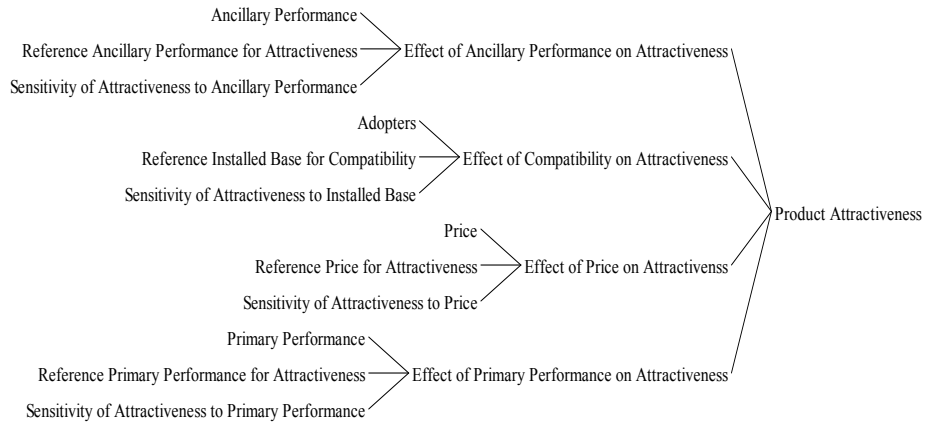 Ancillary Performance
Reference Ancillary Performance for Attractiveness
Effect of Ancillary Performance on Attractiveness
Sensitivity of Attractiveness to Ancillary Performance
Adopters
Reference Installed Base for Compatibility
Effect of Compatibility on Attractiveness
Sensitivity of Attractiveness to Installed Base
Product Attractiveness
Price
Reference Price for Attractiveness
Effect of Price on Attractivenss
Sensitivity of Attractiveness to Price
Primary Performance
Reference Primary Performance for Attractiveness
Effect of Primary Performance on Attractiveness
Sensitivity of Attractiveness to Primary Performance